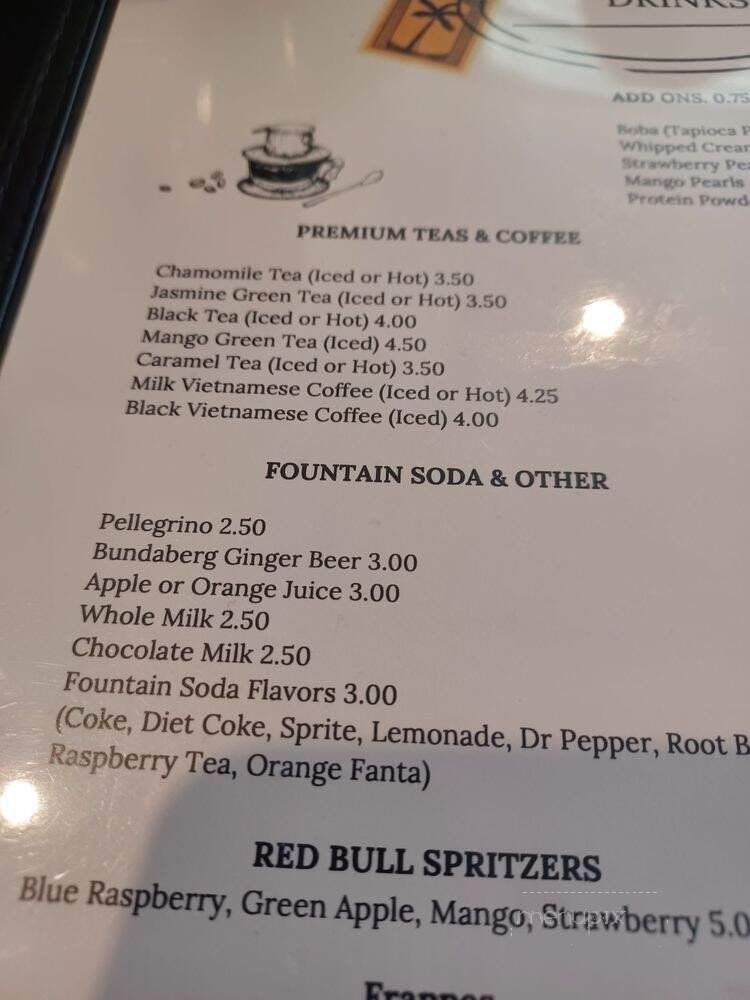 DRINKS
ADD ONS. 0.75
Boba (Tapioca
Whipped
Strawberry
Mango Pearls
Protein
PREMIUM TEAS & COFFEE
Chamomile Tea (Iced or Hot) 3.50
Jasmine Green Tea (Iced or Hot) 3.50
Black Tea (Iced or Hot) 4.00
Mango Green Tea (Iced) 4.50
Caramel Tea (Iced or Hot) 3.50
Milk Vietnamese Coffee (Iced or Hot) 4.25
Black Vietnamese Coffee (Iced) 4.00
FOUNTAIN SODA & OTHER
Pellegrino 2.50
Bundaberg Ginger Beer 3.00
Apple or Orange Juice 3.00
Whole Milk 2.50
Chocolate Milk 2.50
Fountain Soda Flavors 3.00
(Coke, Diet Coke, Sprite, Lemonade, Dr Pepper, Root B
Raspberry Tea, Orange Fanta)
RED BULL SPRITZERS
Blue Raspberry, Green Apple, Mango, Strawberry 5.0
menupix
Frappes